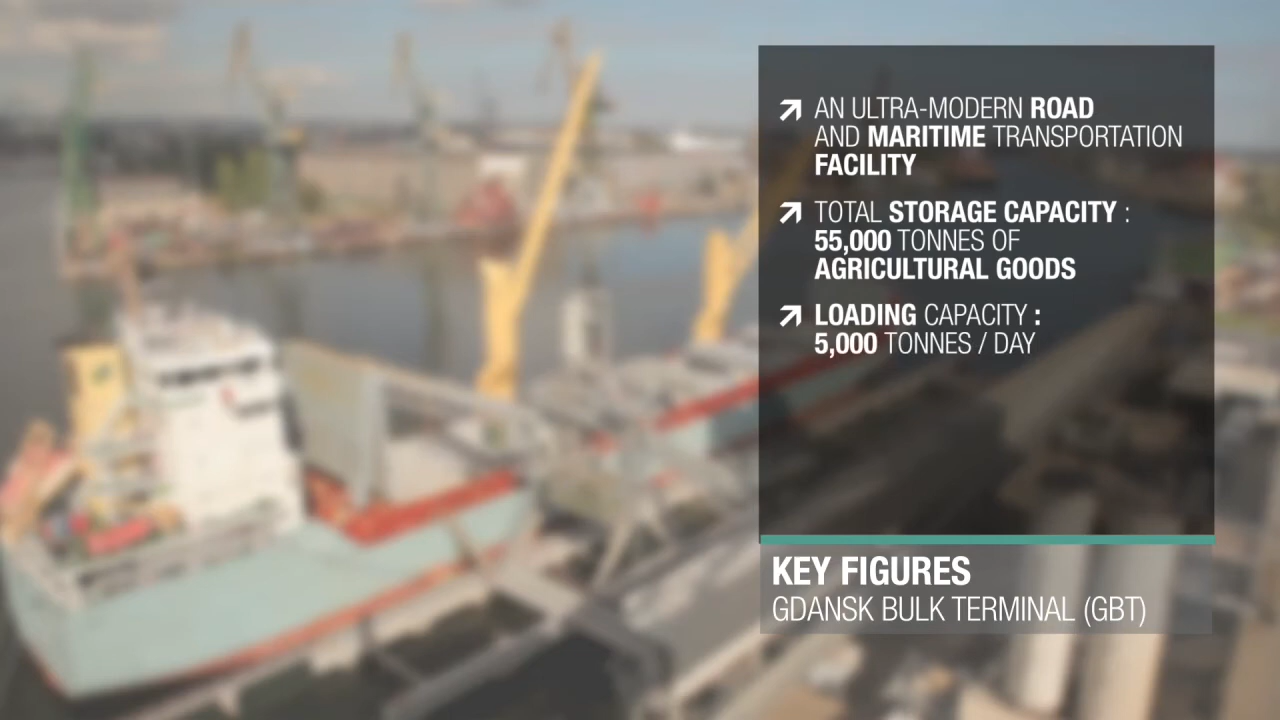 AN ULTRA-MODERN ROAD
AND MARITIME TRANSPORTATION
FACILITY
TOTAL STORAGE CAPACITY :
55,000 TONNES OF
AGRICULTURAL GOODS
LOADING CAPACITY :
5,000 TONNES / DAY
KEY FIGURES
GDANSK BULK TERMINAL (GBT)